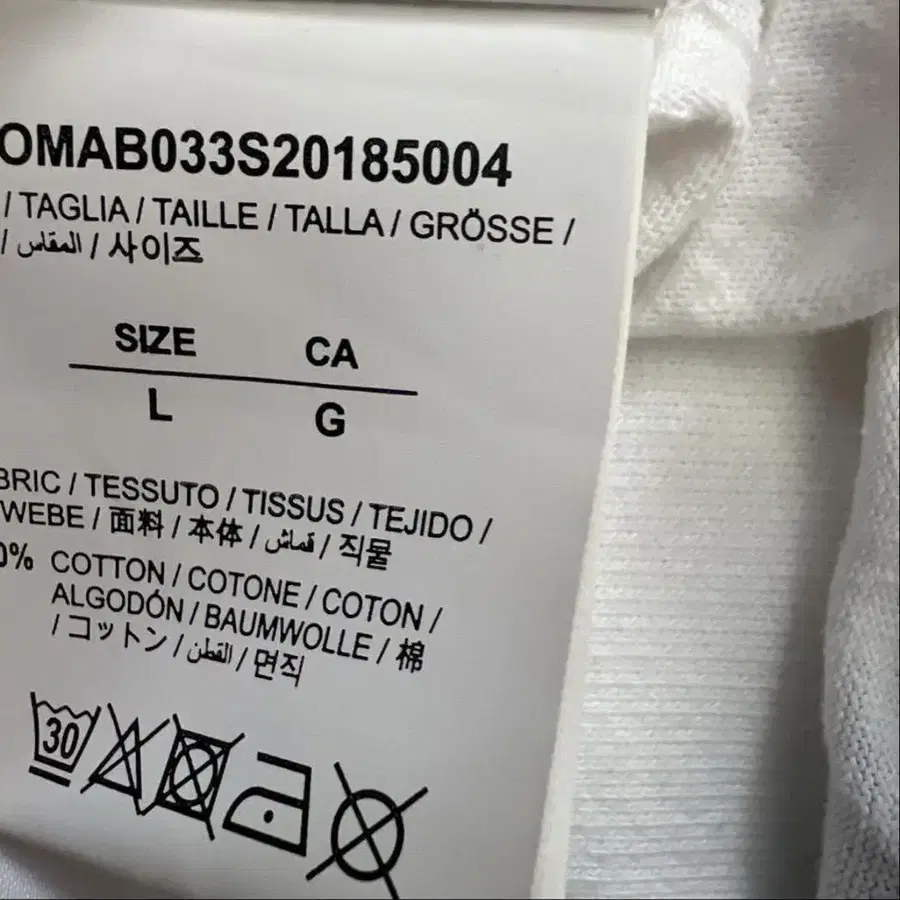 OMAB033S20185004
/ TAGLIA / TAILLE / TALLA / GRÖSSE /
/ المقاس / 사이즈
SIZE CA
L G
BRIC / TESSUTO / TISSUS / TEJIDO /
WEBE / 面料 / 本体 / قماش / 직물
0% COTTON / COTONE / COTON /
ALGODÓN / BAUMWOLLE / 棉
/ コットン / القطن / 면직
30